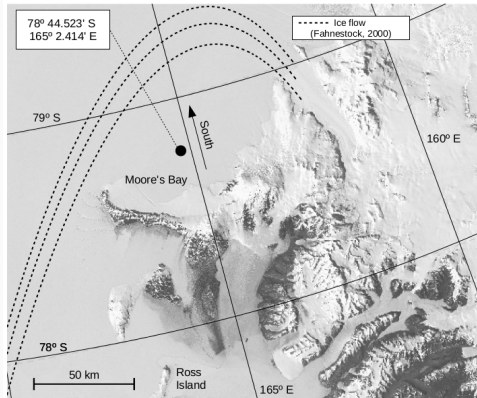 78º 44.523' S
165º 2.414' E
Ice flow
(Fahnestock, 2000)
79º S
South
160º E
Moore's Bay
78º S
50 km
Ross
Island
165º E